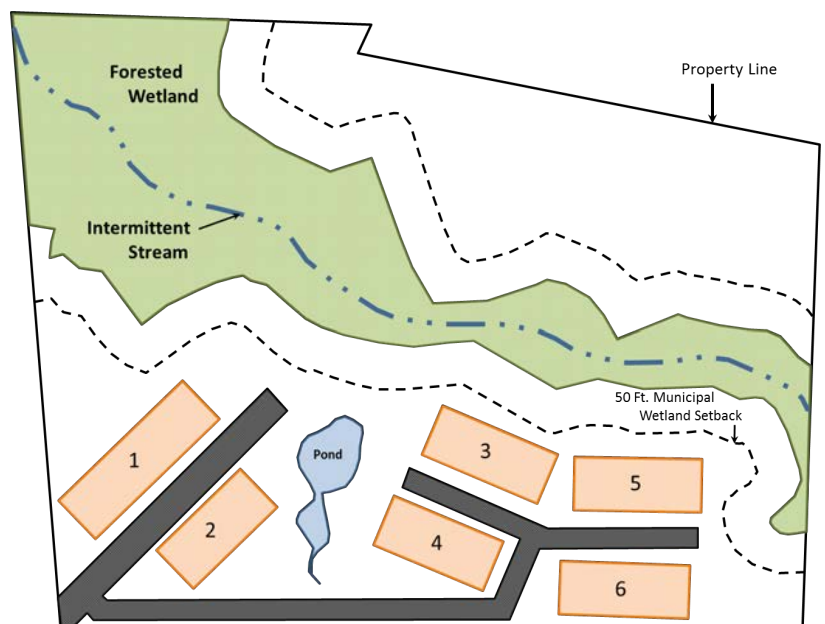 Forested
Wetland
Property Line
Intermittent
Stream
50 Ft. Municipal
Wetland Setback
Pond
1
2
3
4
5
6